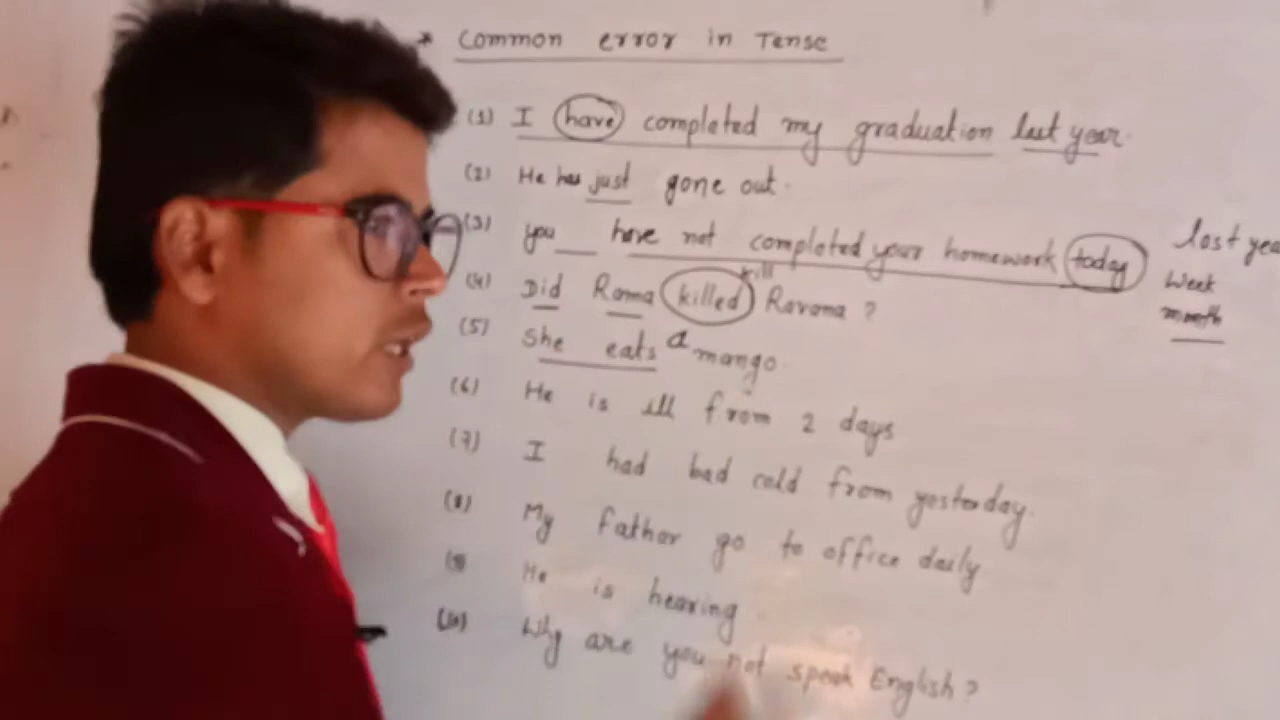 * Common error in Tense
(1) I have completed my graduation last year.
(2) He has just gone out.
(3) you __ have not completed your homework today
last yea
week
month
kill
(4) Did Rama killed Ravana ?
(5) She eats a mango.
(6) He is ill from 2 days
(7) I had bad cold from yesterday.
(8) My father go to office daily
(9) He is hearing
(10) Why are you not speak English ?